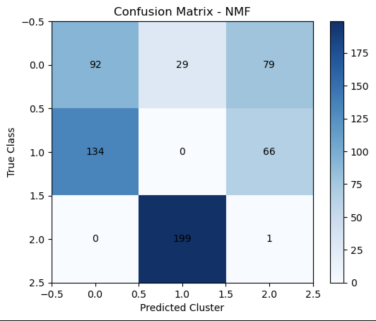 Confusion Matrix - NMF
−0.5
0.0 92 29 79
0.5
1.0 134 0 66
1.5
2.0 0 199 1
2.5
−0.5 0.0 0.5 1.0 1.5 2.0 2.5
Predicted Cluster
True Class
175
150
125
100
75
50
25
0